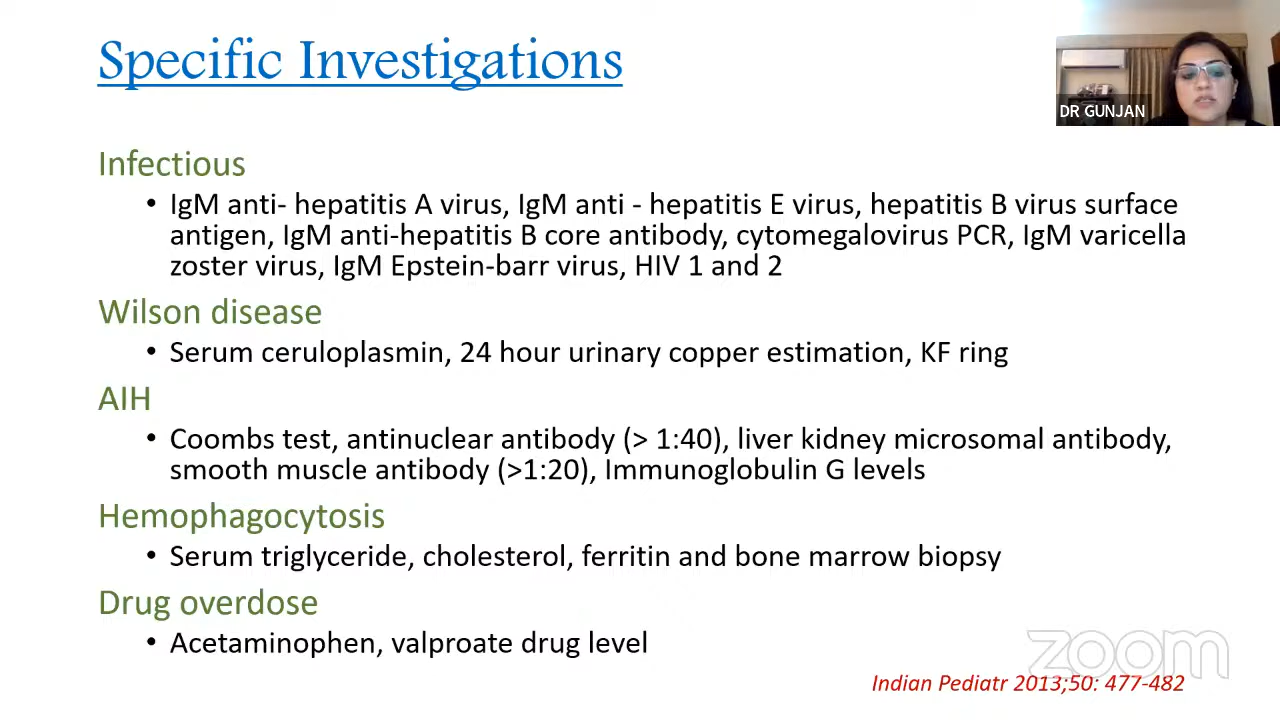 Specific Investigations
DR GUNJAN
Infectious
• IgM anti- hepatitis A virus, IgM anti - hepatitis E virus, hepatitis B virus surface
antigen, IgM anti-hepatitis B core antibody, cytomegalovirus PCR, IgM varicella
zoster virus, IgM Epstein-barr virus, HIV 1 and 2
Wilson disease
• Serum ceruloplasmin, 24 hour urinary copper estimation, KF ring
AIH
• Coombs test, antinuclear antibody (> 1:40), liver kidney microsomal antibody,
smooth muscle antibody (>1:20), Immunoglobulin G levels
Hemophagocytosis
• Serum triglyceride, cholesterol, ferritin and bone marrow biopsy
Drug overdose
• Acetaminophen, valproate drug level
zoom
Indian Pediatr 2013;50: 477-482